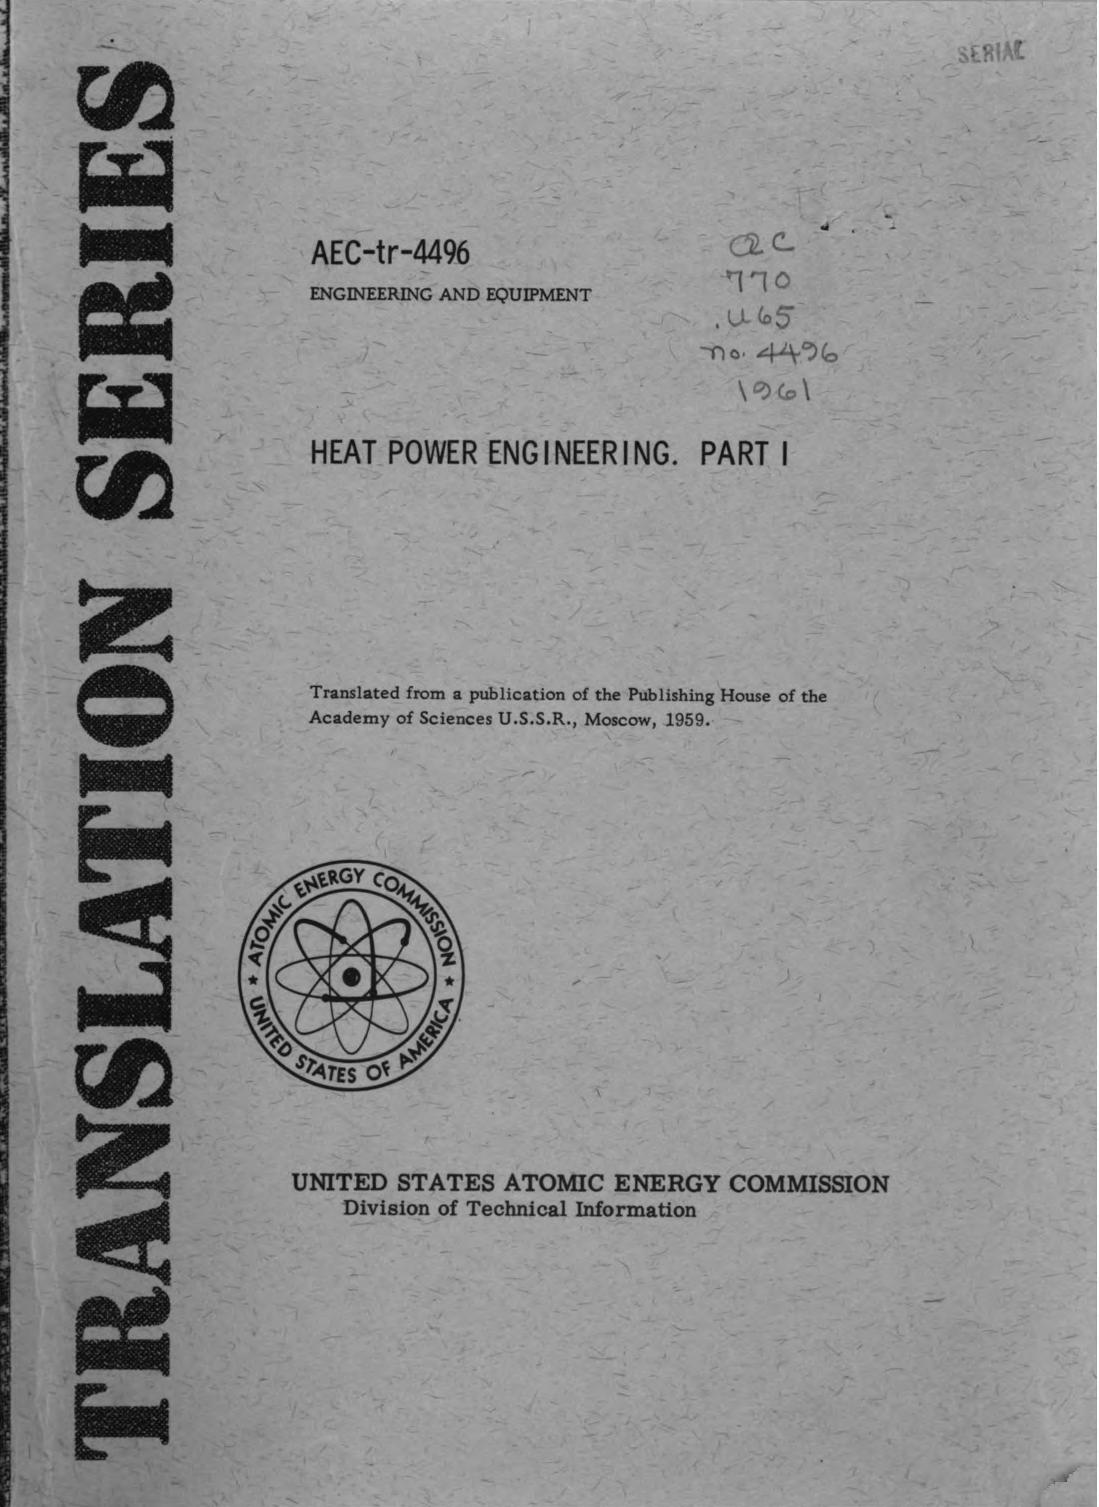 TRANSLATION SERIES
SERIAL
AEC-tr-4496
ENGINEERING AND EQUIPMENT
QC
770
.U65
no. 4496
1961
HEAT POWER ENGINEERING. PART I
Translated from a publication of the Publishing House of the
Academy of Sciences U.S.S.R., Moscow, 1959.
★ ATOMIC ENERGY COMMISSION ★
UNITED STATES OF AMERICA
UNITED STATES ATOMIC ENERGY COMMISSION
Division of Technical Information